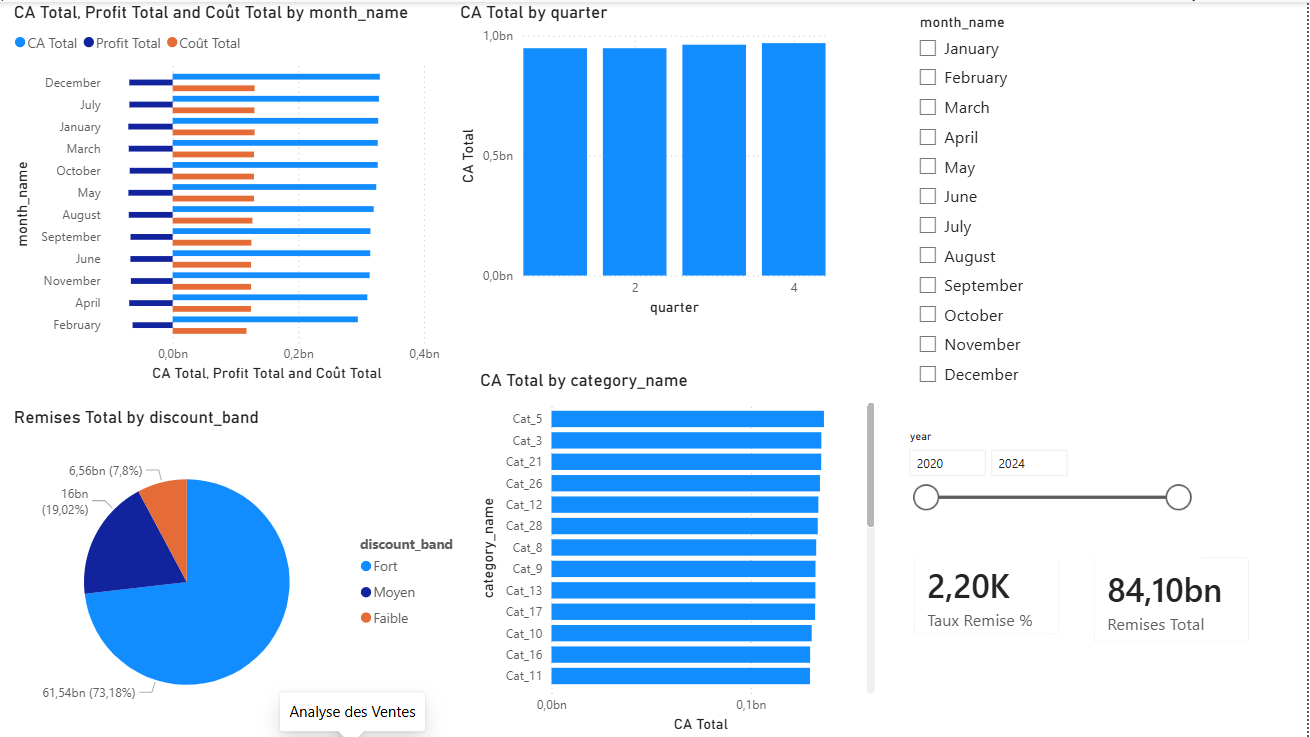 CA Total, Profit Total and Coût Total by month_name
CA Total Profit Total Coût Total
month_name
December
July
January
March
October
May
August
September
June
November
April
February
0,0bn 0,2bn 0,4bn
CA Total, Profit Total and Coût Total
CA Total by quarter
CA Total
1,0bn
0,5bn
0,0bn
2 4
quarter
month_name
January
February
March
April
May
June
July
August
September
October
November
December
Remises Total by discount_band
6,56bn (7,8%)
16bn
(19,02%)
61,54bn (73,18%)
discount_band
Fort
Moyen
Faible
CA Total by category_name
category_name
Cat_5
Cat_3
Cat_21
Cat_26
Cat_12
Cat_28
Cat_8
Cat_9
Cat_13
Cat_17
Cat_10
Cat_16
Cat_11
0,0bn 0,1bn
CA Total
year
2020 2024
2,20K
Taux Remise %
84,10bn
Remises Total
Analyse des Ventes